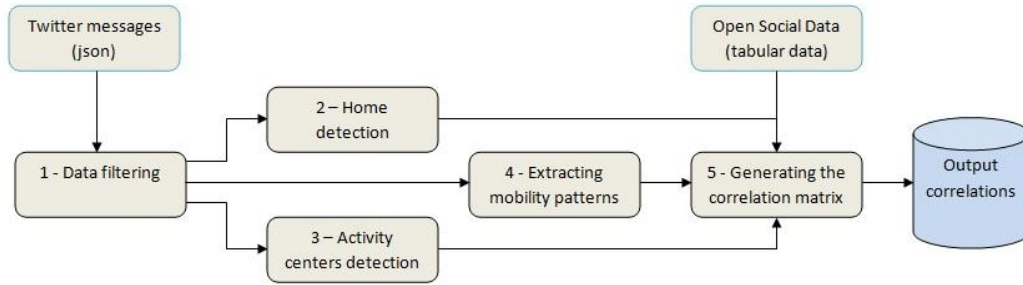 Twitter messages
(json)
Open Social Data
(tabular data)
2 – Home
detection
1 - Data filtering
4 - Extracting
mobility patterns
5 - Generating the
correlation matrix
Output
correlations
3 – Activity
centers detection